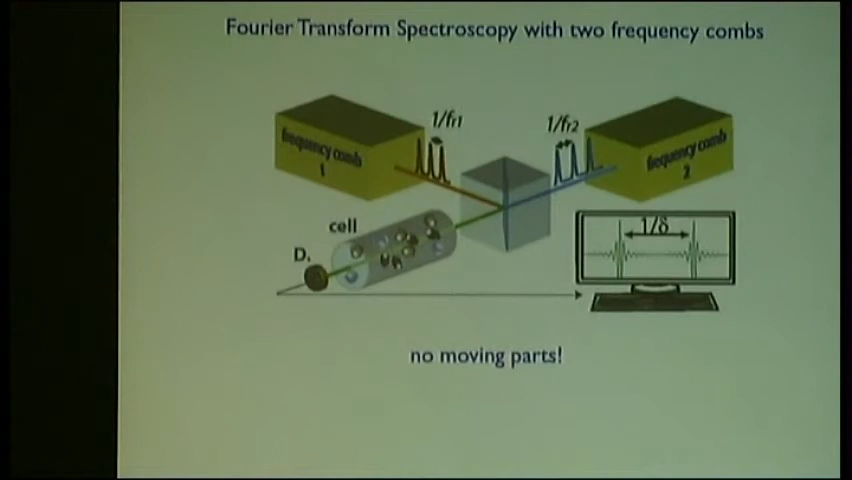 Fourier Transform Spectroscopy with two frequency combs
1/fr1
1/fr2
frequency comb
1
frequency comb
2
cell
1/δ
D.
no moving parts!